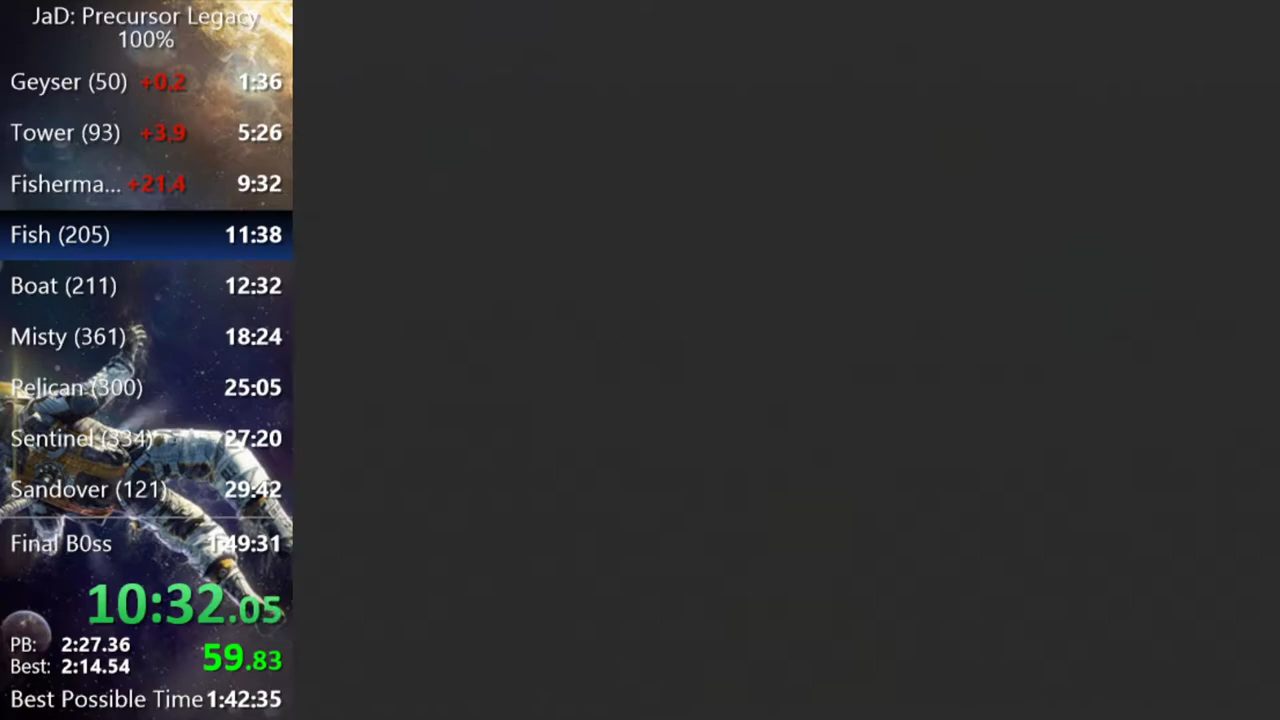 JaD: Precursor Legacy
100%
Geyser (50) +0.2 1:36
Tower (93) +3.9 5:26
Fisherma... +21.4 9:32
Fish (205) 11:38
Boat (211) 12:32
Misty (361) 18:24
Pelican (300) 25:05
Sentinel (334) 27:20
Sandover (121) 29:42
Final B0ss 1:49:31
10:32.05
PB: 2:27.36
Best: 2:14.54
59.83
Best Possible Time 1:42:35